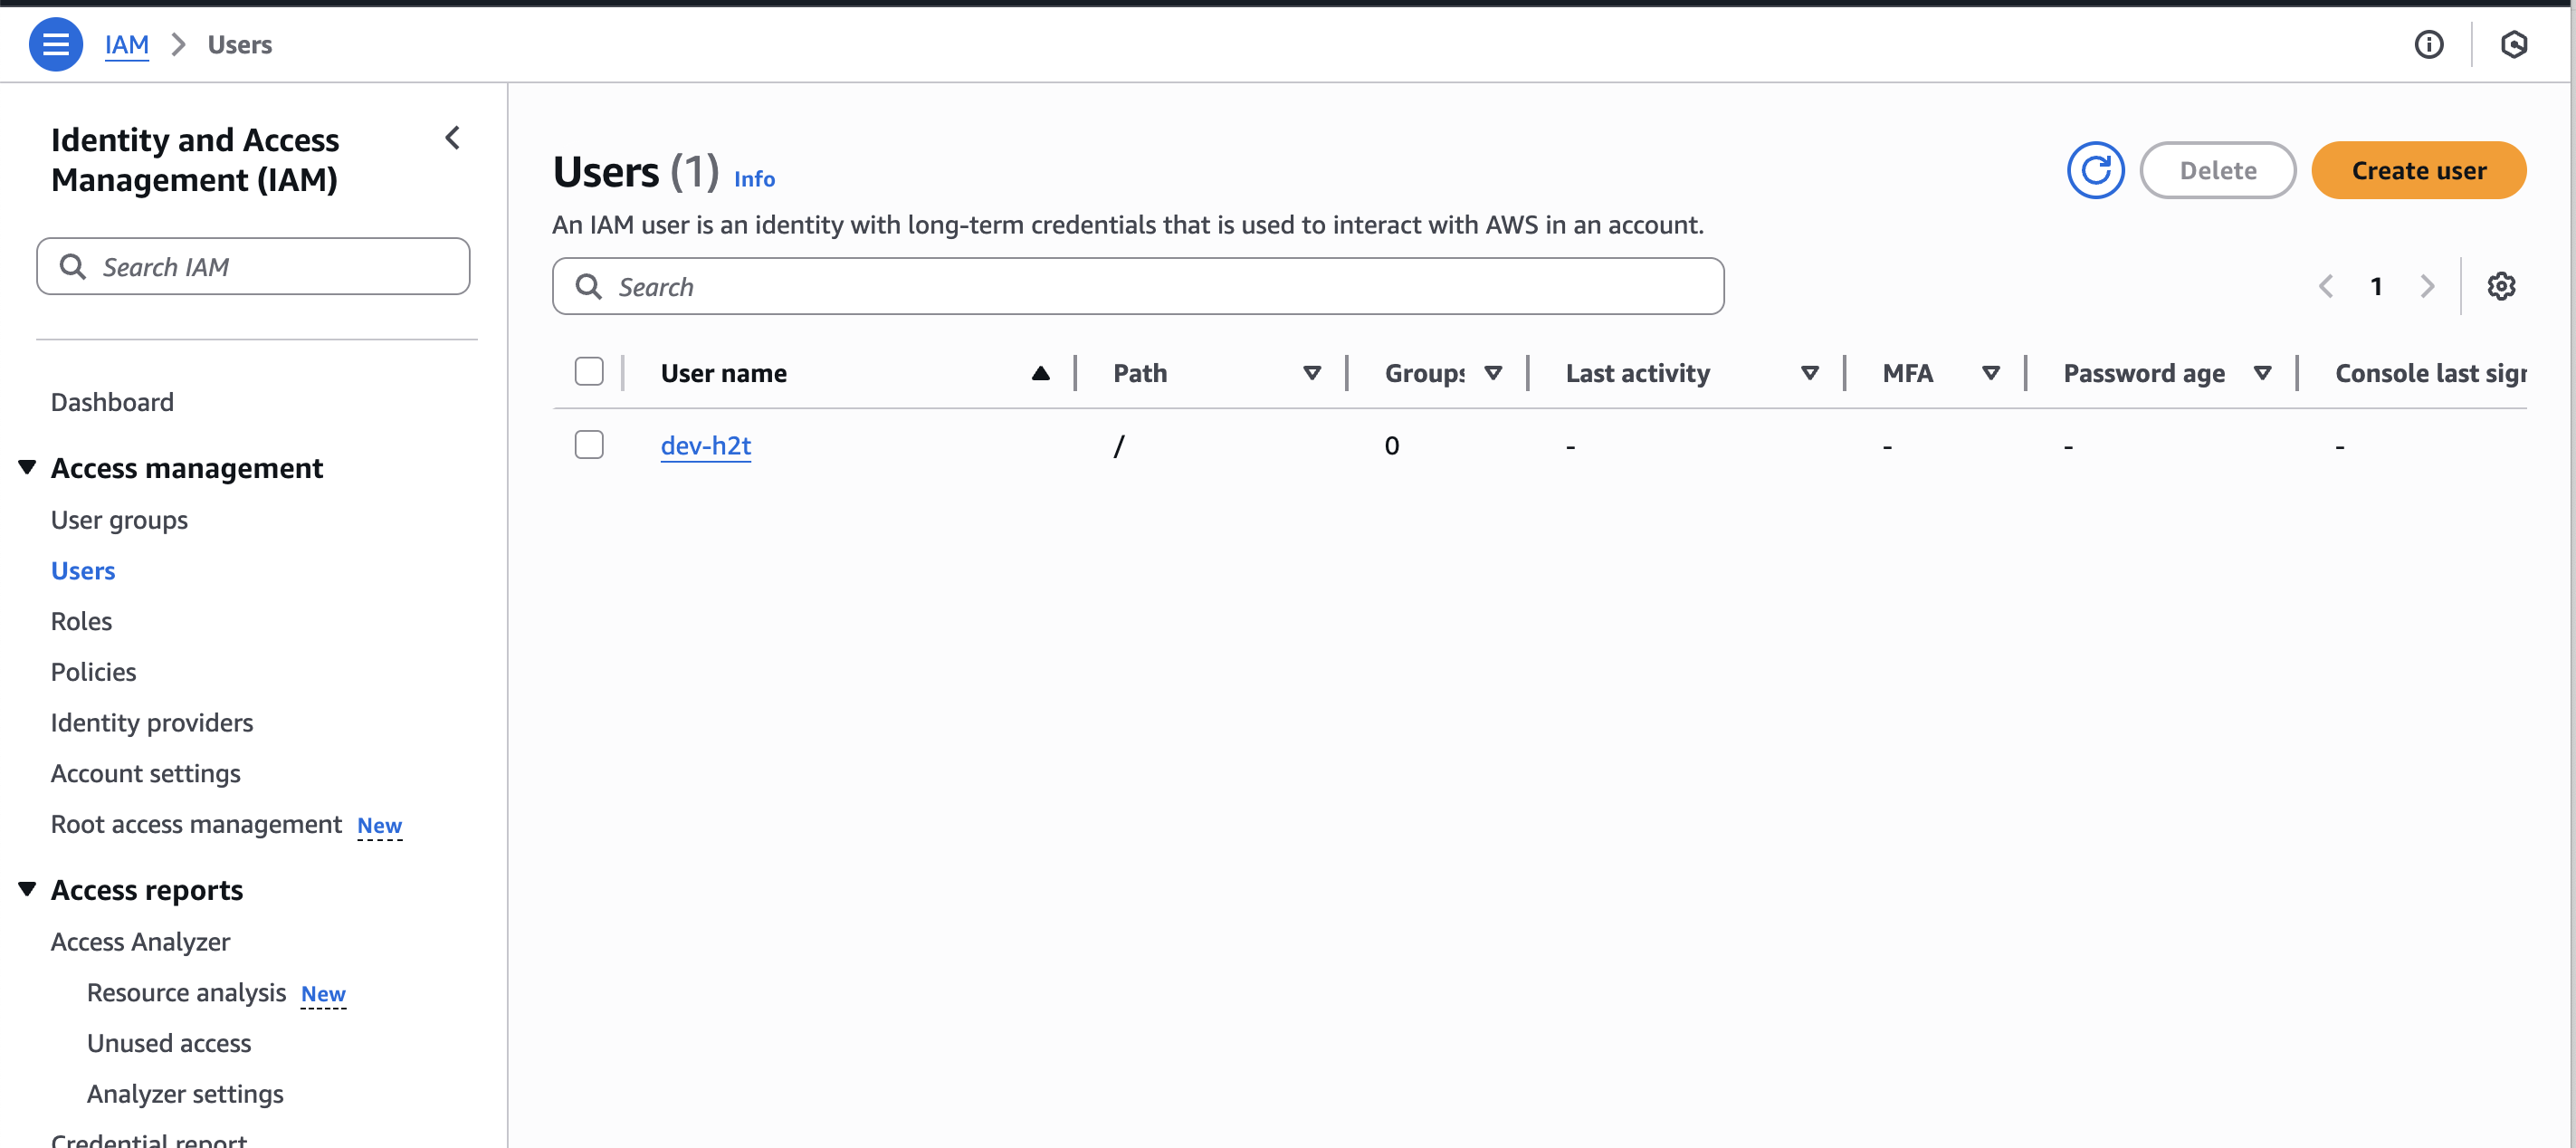 IAM > Users
Identity and Access
Management (IAM)
Search IAM
Dashboard
Access management
User groups
Users
Roles
Policies
Identity providers
Account settings
Root access management New
Access reports
Access Analyzer
Resource analysis New
Unused access
Analyzer settings
Credential report
Users (1) Info
Delete
Create user
An IAM user is an identity with long-term credentials that is used to interact with AWS in an account.
Search
1
User name Path Groups Last activity MFA Password age Console last sign
dev-h2t / 0 - - - -